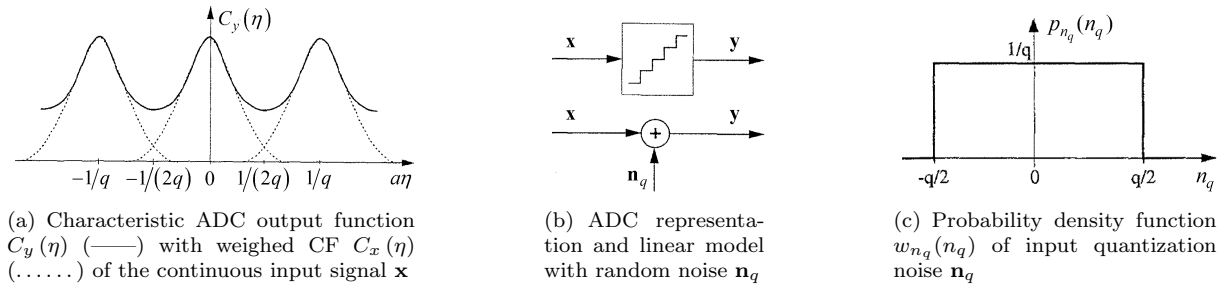 C_y(η)
−1/q −1/(2q) 0 1/(2q) 1/q aη
(a) Characteristic ADC output function
C_y (η) (——) with weighed CF C_x (η)
(......) of the continuous input signal x
x y
x y
+
n_q
(b) ADC representa-
tion and linear model
with random noise n_q
p_{n_q}(n_q)
1/q
-q/2 0 q/2 n_q
(c) Probability density function
w_{n_q}(n_q) of input quantization
noise n_q